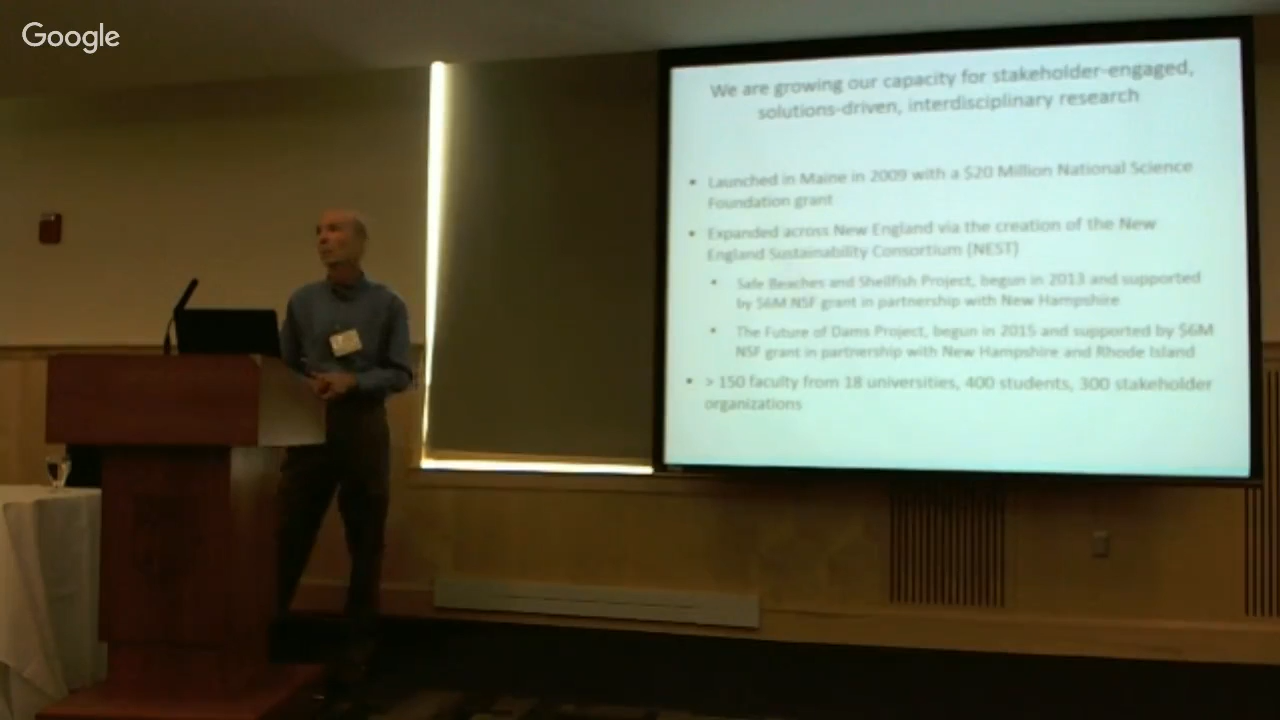 Google
We are growing our capacity for stakeholder-engaged,
solutions-driven, interdisciplinary research
• Launched in Maine in 2009 with a $20 Million National Science
Foundation grant
• Expanded across New England via the creation of the New
England Sustainability Consortium (NEST)
• Safe Beaches and Shellfish Project, begun in 2013 and supported
by $6M NSF grant in partnership with New Hampshire
• The Future of Dams Project, begun in 2015 and supported by $6M
NSF grant in partnership with New Hampshire and Rhode Island
• > 150 faculty from 18 universities, 400 students, 300 stakeholder
organizations